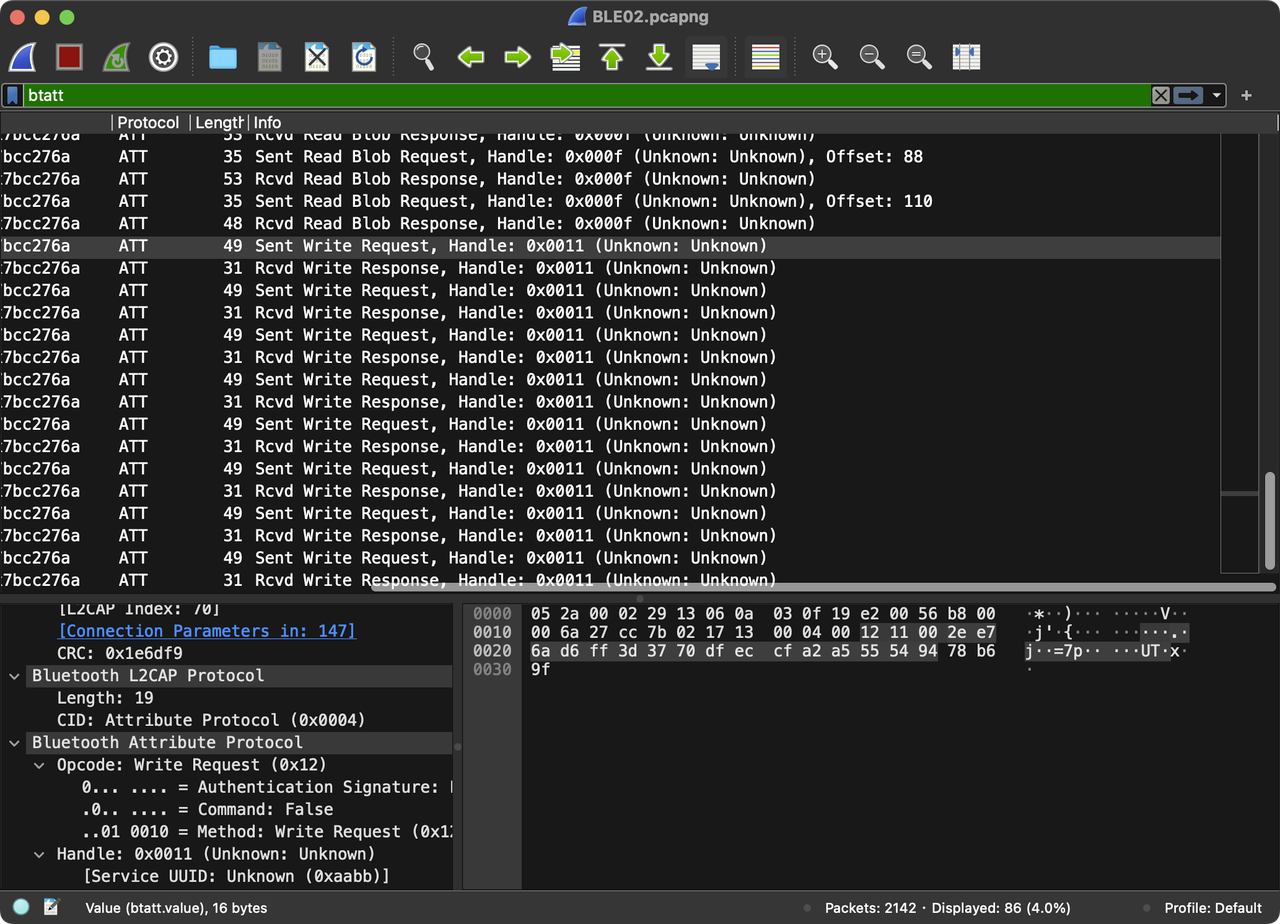 BLE02.pcapng
btatt
Protocol Length Info
7bcc276a ATT 53 Rcvd Read Blob Response, Handle: 0x000f (Unknown: Unknown)
bcc276a ATT 35 Sent Read Blob Request, Handle: 0x000f (Unknown: Unknown), Offset: 88
7bcc276a ATT 53 Rcvd Read Blob Response, Handle: 0x000f (Unknown: Unknown)
bcc276a ATT 35 Sent Read Blob Request, Handle: 0x000f (Unknown: Unknown), Offset: 110
7bcc276a ATT 48 Rcvd Read Blob Response, Handle: 0x000f (Unknown: Unknown)
bcc276a ATT 49 Sent Write Request, Handle: 0x0011 (Unknown: Unknown)
7bcc276a ATT 31 Rcvd Write Response, Handle: 0x0011 (Unknown: Unknown)
bcc276a ATT 49 Sent Write Request, Handle: 0x0011 (Unknown: Unknown)
7bcc276a ATT 31 Rcvd Write Response, Handle: 0x0011 (Unknown: Unknown)
bcc276a ATT 49 Sent Write Request, Handle: 0x0011 (Unknown: Unknown)
7bcc276a ATT 31 Rcvd Write Response, Handle: 0x0011 (Unknown: Unknown)
bcc276a ATT 49 Sent Write Request, Handle: 0x0011 (Unknown: Unknown)
7bcc276a ATT 31 Rcvd Write Response, Handle: 0x0011 (Unknown: Unknown)
bcc276a ATT 49 Sent Write Request, Handle: 0x0011 (Unknown: Unknown)
7bcc276a ATT 31 Rcvd Write Response, Handle: 0x0011 (Unknown: Unknown)
bcc276a ATT 49 Sent Write Request, Handle: 0x0011 (Unknown: Unknown)
7bcc276a ATT 31 Rcvd Write Response, Handle: 0x0011 (Unknown: Unknown)
bcc276a ATT 49 Sent Write Request, Handle: 0x0011 (Unknown: Unknown)
7bcc276a ATT 31 Rcvd Write Response, Handle: 0x0011 (Unknown: Unknown)
bcc276a ATT 49 Sent Write Request, Handle: 0x0011 (Unknown: Unknown)
7bcc276a ATT 31 Rcvd Write Response, Handle: 0x0011 (Unknown: Unknown)
[L2CAP Index: 70]
[Connection Parameters in: 147]
CRC: 0x1e6df9
Bluetooth L2CAP Protocol
Length: 19
CID: Attribute Protocol (0x0004)
Bluetooth Attribute Protocol
Opcode: Write Request (0x12)
0... .... = Authentication Signature:
.0.. .... = Command: False
..01 0010 = Method: Write Request (0x12
Handle: 0x0011 (Unknown: Unknown)
[Service UUID: Unknown (0xaabb)]
0000 05 2a 00 02 29 13 06 0a 03 0f 19 e2 00 56 b8 00 ·*··)··· ·····V··
0010 00 6a 27 cc 7b 02 17 13 00 04 00 12 11 00 2e e7 ·j'·{··· ······.·
0020 6a d6 ff 3d 37 70 df ec cf a2 a5 55 54 94 78 b6 j··=7p·· ···UT·x·
0030 9f ·
Value (btatt.value), 16 bytes
Packets: 2142 · Displayed: 86 (4.0%)
Profile: Default